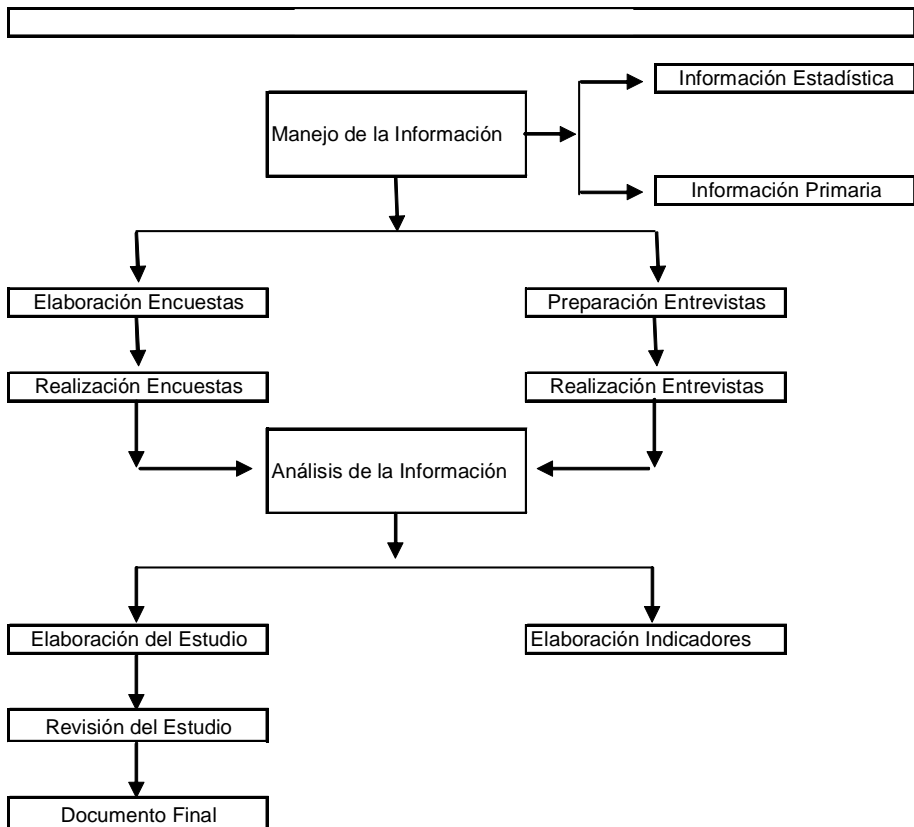 Información Estadística
Manejo de la Información
Información Primaria
Elaboración Encuestas
Preparación Entrevistas
Realización Encuestas
Realización Entrevistas
Análisis de la Información
Elaboración del Estudio
Elaboración Indicadores
Revisión del Estudio
Documento Final